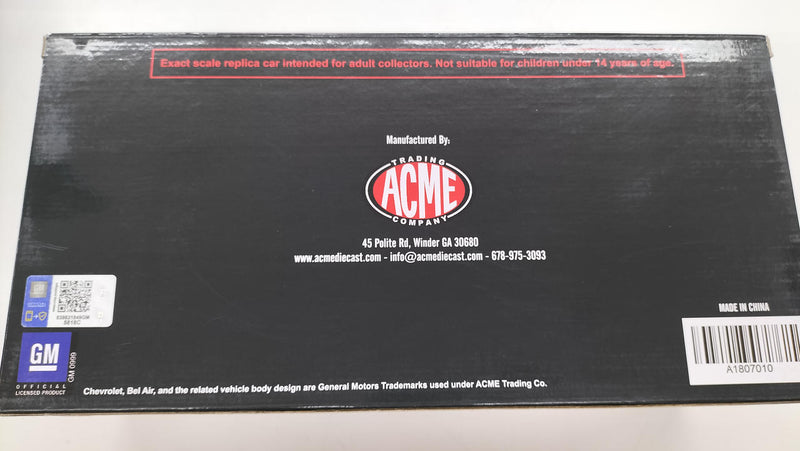 Exact scale replica car intended for adult collectors. Not suitable for children under 14 years of age.
Manufactured By:
TRADING
ACME
COMPANY
45 Polite Rd, Winder GA 30680
www.acmediecast.com - info@acmediecast.com - 678-975-3093
5818C
GM
OFFICIAL
LICENSED PRODUCT
GM 0999
Chevrolet, Bel Air, and the related vehicle body design are General Motors Trademarks used under ACME Trading Co.
MADE IN CHINA
A1807010